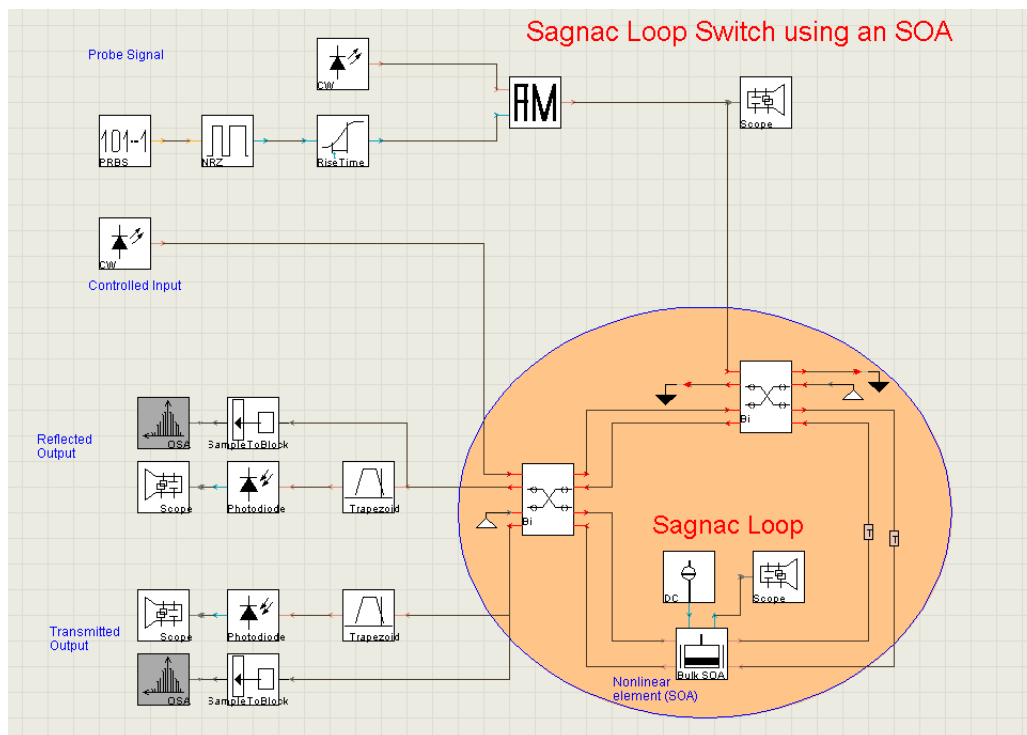 Sagnac Loop Switch using an SOA
Probe Signal
CW
AM
Scope
101··1
PRBS
NRZ
RiseTime
CW
Controlled Input
Bi
Reflected
Output
OSA
SampleToBlock
Scope
Photodiode
Trapezoid
Bi
Sagnac Loop
T
T
DC
Scope
Bulk SOA
Nonlinear
element (SOA)
Transmitted
Output
Scope
Photodiode
Trapezoid
OSA
SampleToBlock